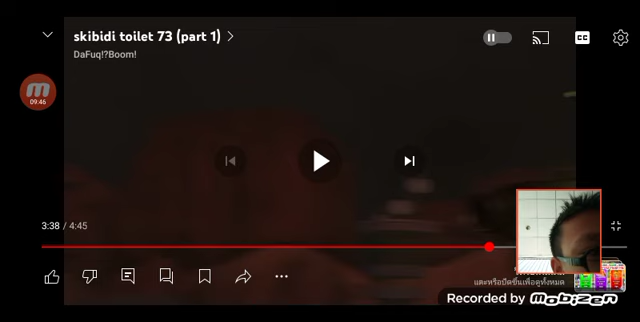 skibidi toilet 73 (part 1)
DaFuq!?Boom!
CC
m
09:46
3:38 / 4:45
แตะหรือปัดขึ้นเพื่อดูทั้งหมด
Recorded by mobizen